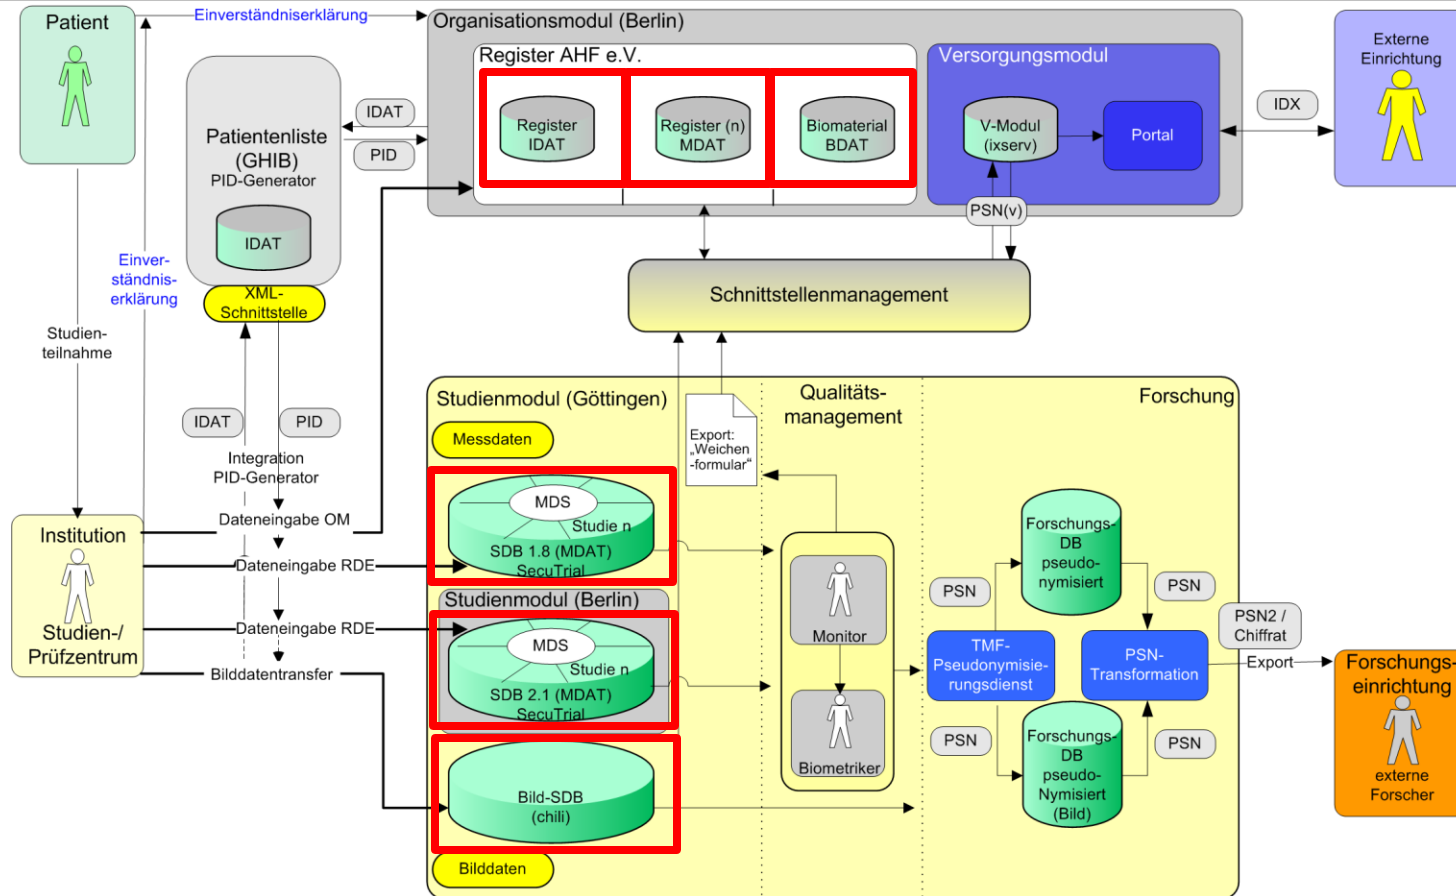 Patient
Einverständniserklärung
Organisationsmodul (Berlin)
Register AHF e.V.
Versorgungsmodul
Externe
Einrichtung
Register
IDAT
Register (n)
MDAT
Biomaterial
BDAT
V-Modul
(ixserv)
Portal
IDX
IDAT
PID
Patientenliste
(GHIB)
PID-Generator
IDAT
XML-
Schnittstelle
PSN(v)
Einver-
ständnis-
erklärung
Schnittstellenmanagement
Studien-
teilnahme
IDAT
PID
Integration
PID-Generator
Studienmodul (Göttingen)
Messdaten
Export:
„Weichen
-formular“
Qualitäts-
management
Forschung
MDS
Studie n
SDB 1.8 (MDAT)
SecuTrial
Dateneingabe OM
Dateneingabe RDE
Institution
Studien-/
Prüfzentrum
Studienmodul (Berlin)
MDS
Studie n
SDB 2.1 (MDAT)
SecuTrial
Dateneingabe RDE
Bilddatentransfer
Bild-SDB
(chili)
Bilddaten
Monitor
Biometriker
Forschungs-
DB
pseudo-
nymisiert
PSN
PSN
TMF-
Pseudonymisie-
rungsdienst
PSN-
Transformation
PSN
PSN
Forschungs-
DB
pseudo-
Nymisiert
(Bild)
PSN2 /
Chiffrat
Export
Forschungs-
einrichtung
externe
Forscher